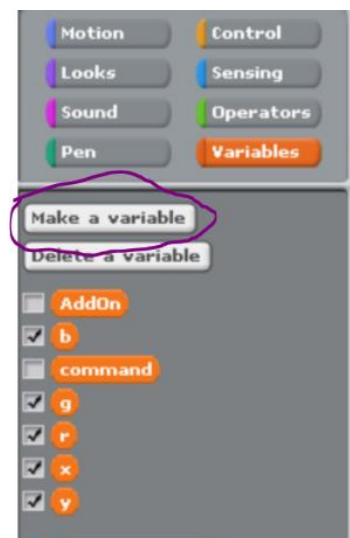 Motion Control
Looks Sensing
Sound Operators
Pen Variables
Make a variable
Delete a variable
AddOn
b
command
g
r
x
y